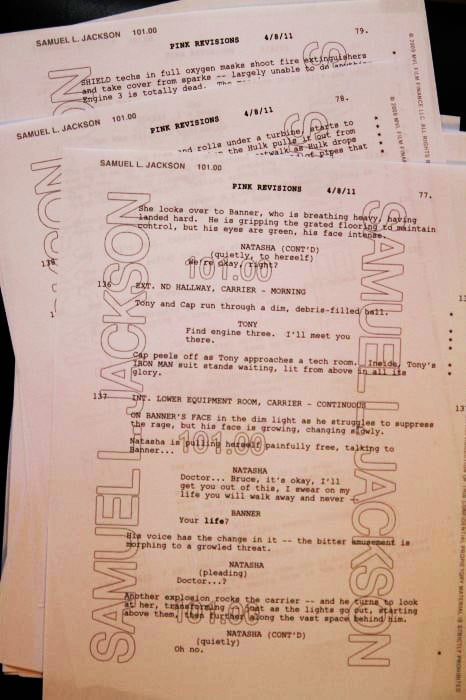 SAMUEL L. JACKSON 101.00
PINK REVISIONS 4/8/11 79.
SHIELD techs in full oxygen masks shoot fire extinguishers
and take cover from sparks -- largely unable to do
Engine 3 is totally dead.
SAMUEL L. JACKSON 101.00
PINK REVISIONS 4/8/11 78.
and rolls under a turbine, starts to
the Hulk pulls it out from
as Hulk drops
of pipes that
SAMUEL L. JACKSON 101.00
PINK REVISIONS 4/8/11 77.
She looks over to Banner, who is breathing heavy, having
landed hard. He is gripping the grated flooring to maintain
control, but his eyes are green, his face intense.
NATASHA (CONT'D)
(quietly, to herself)
We're okay, right?
136 EXT. ND HALLWAY, CARRIER - MORNING
Tony and Cap run through a dim, debris-filled hall.
TONY
Find engine three. I'll meet you
there.
Cap peels off as Tony approaches a tech room. Inside, Tony's
IRON MAN suit stands waiting, lit from above in all its
glory.
137 INT. LOWER EQUIPMENT ROOM, CARRIER - CONTINUOUS
ON BANNER'S FACE in the dim light as he struggles to suppress
the rage, but his face is growing, changing slowly.
Natasha is pulling herself painfully free, talking to
Banner...
NATASHA
Doctor... Bruce, it's okay, I'll
get you out of this, I swear on my
life you will walk away and never -
BANNER
Your life?
His voice has the change in it -- the bitter amusement is
morphing to a growled threat.
NATASHA
(pleading)
Doctor...?
Another explosion rocks the carrier -- and he turns to look
at her, transforming that as the lights go out, starting
above them, then further along the vast space behind him.
NATASHA (CONT'D)
(quietly)
Oh no.
SAMUEL L JACKSON
101.00
101.00
101.00
SAMUEL L JACKSON